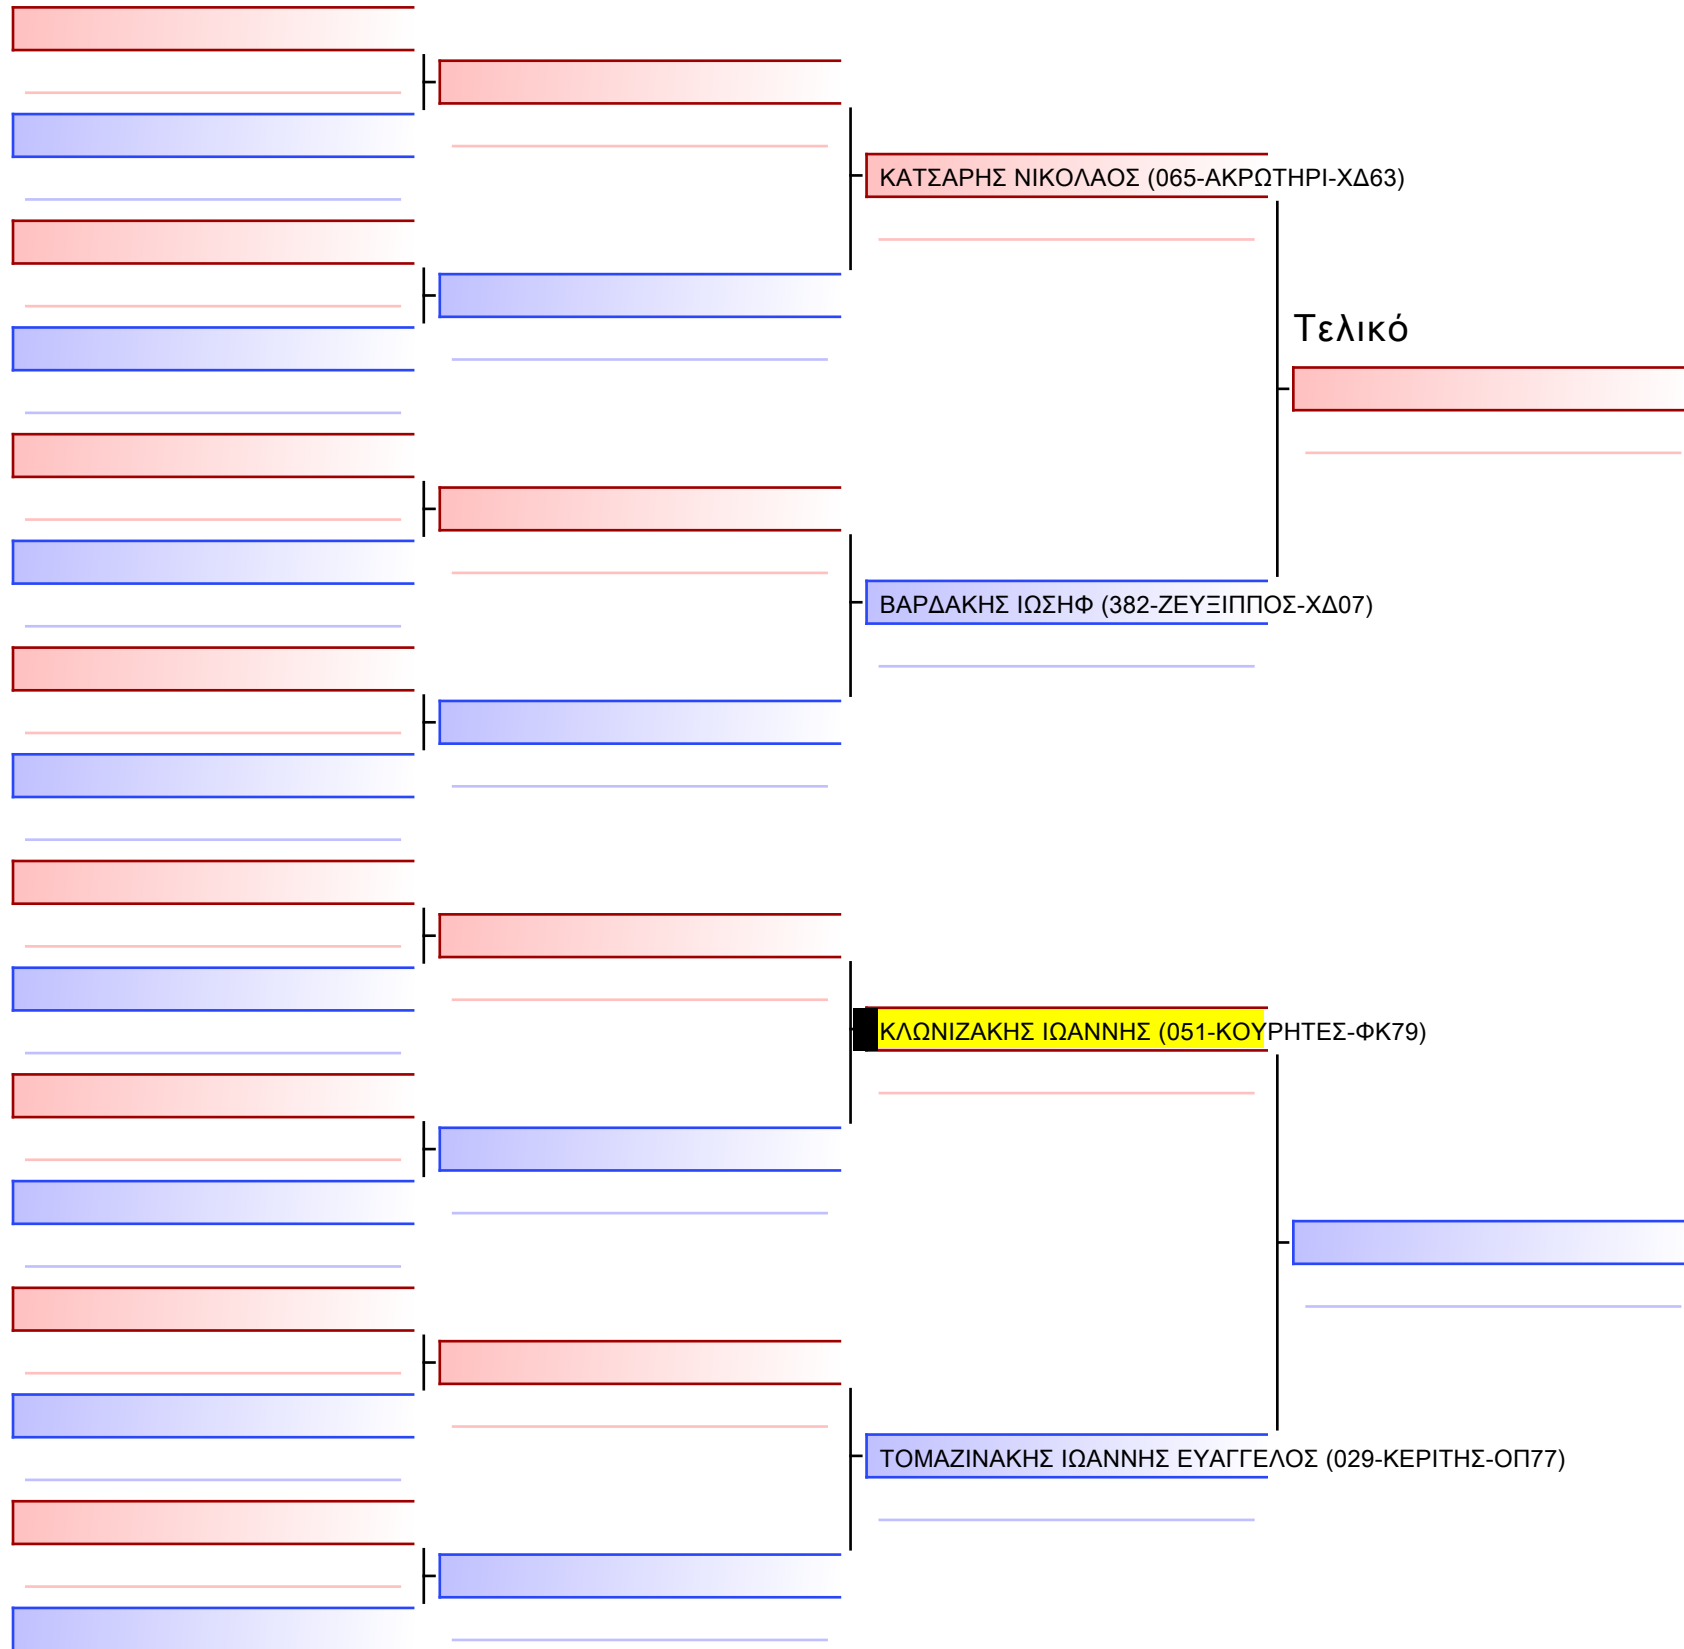 ΚΑΤΣΑΡΗΣ ΝΙΚΟΛΑΟΣ (065-ΑΚΡΩΤΗΡΙ-ΧΔ63)
Τελικό
ΒΑΡΔΑΚΗΣ ΙΩΣΗΦ (382-ΖΕΥΞΙΠΠΟΣ-ΧΔ07)
ΚΛΩΝΙΖΑΚΗΣ ΙΩΑΝΝΗΣ (051-ΚΟΥΡΗΤΕΣ-ΦΚ79)
ΤΟΜΑΖΙΝΑΚΗΣ ΙΩΑΝΝΗΣ ΕΥΑΓΓΕΛΟΣ (029-ΚΕΡΙΤΗΣ-ΟΠ77)